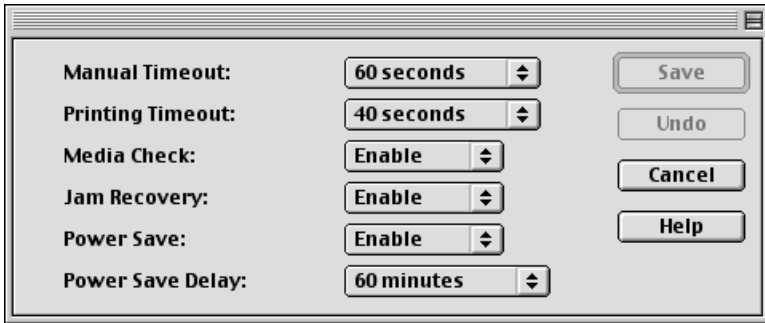 Manual Timeout: 60 seconds Save
Printing Timeout: 40 seconds Undo
Media Check: Enable
Cancel
Jam Recovery: Enable
Power Save: Enable Help
Power Save Delay: 60 minutes